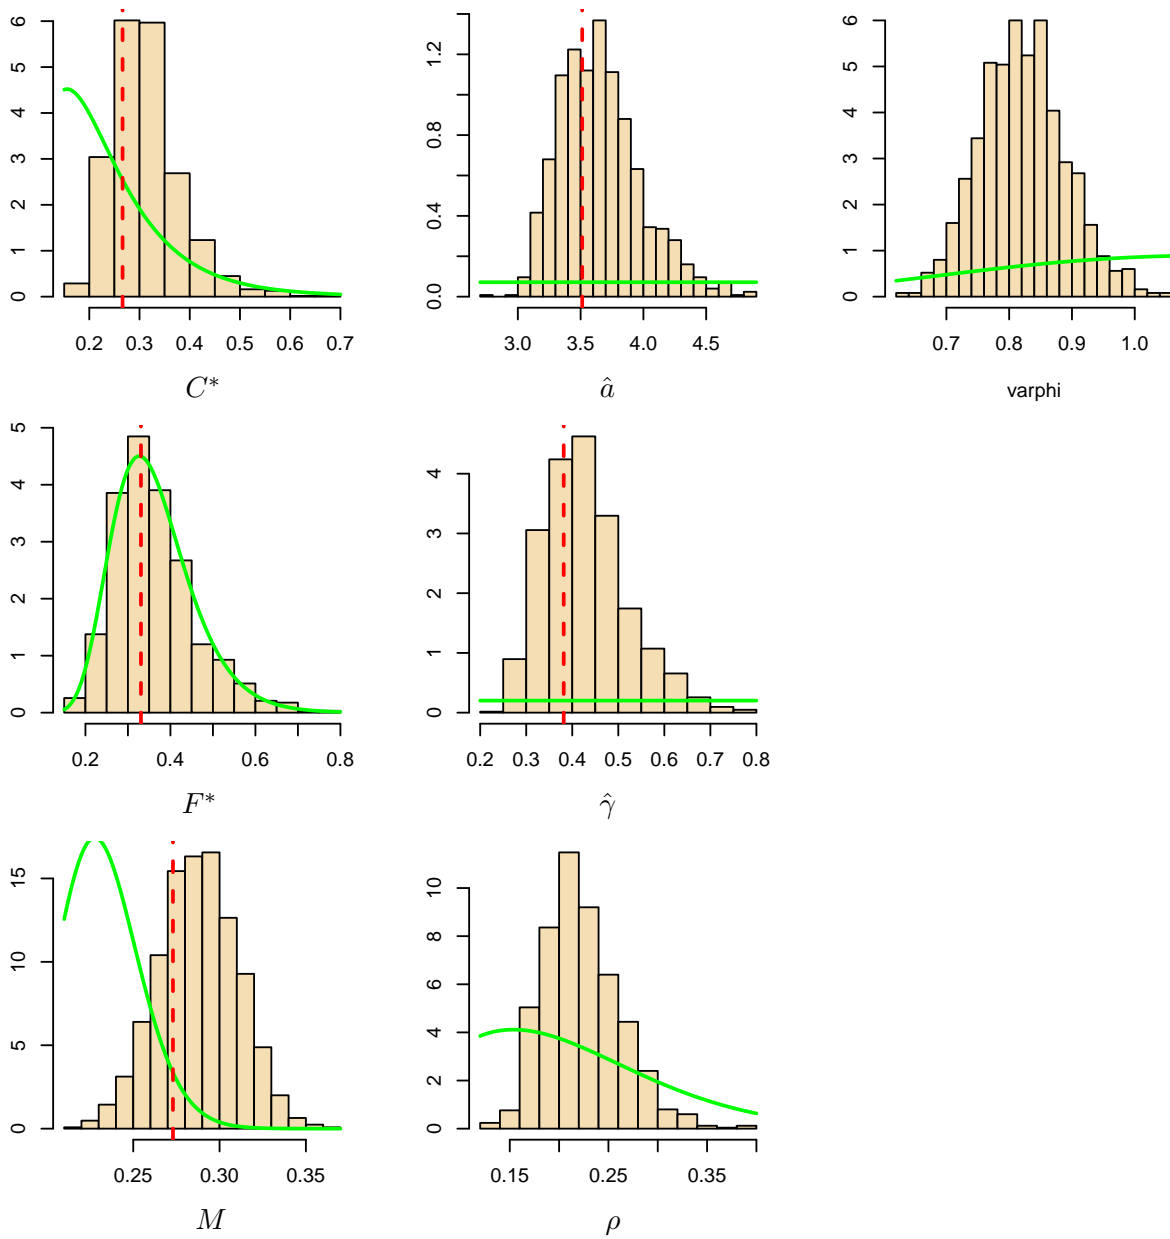 0 1 2 3 4 5 6
0.2 0.3 0.4 0.5 0.6 0.7
C*
0.0 0.4 0.8 1.2
3.0 3.5 4.0 4.5
â
0 1 2 3 4 5 6
0.7 0.8 0.9 1.0
varphi
0 1 2 3 4 5
0.2 0.4 0.6 0.8
F*
0 1 2 3 4
0.2 0.3 0.4 0.5 0.6 0.7 0.8
γ̂
0 5 10 15
0.25 0.30 0.35
M
0 2 4 6 8 10
0.15 0.25 0.35
ρ